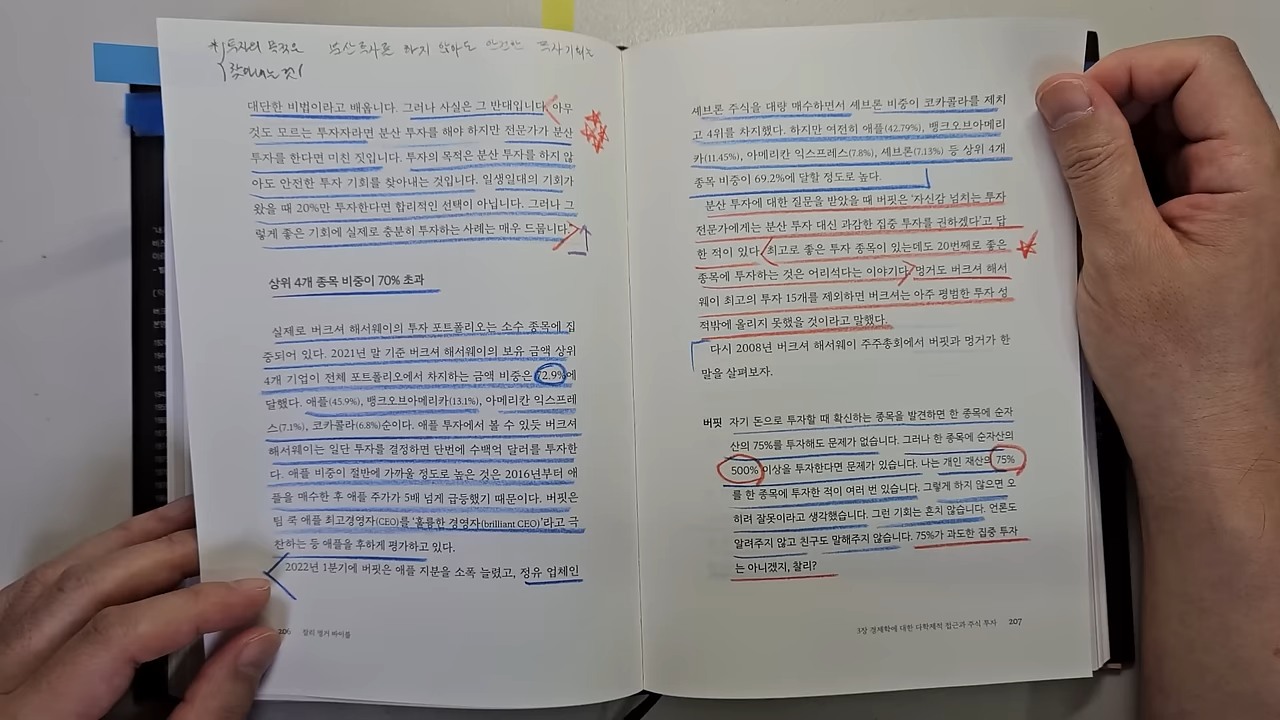 *투자의 목적은 분산투자를 하지 않아도 안전한 투자기회를
찾아내는 것!
대단한 비법이라고 배웁니다. 그러나 사실은 그 반대입니다. 아무
것도 모르는 투자자라면 분산 투자를 해야 하지만 전문가가 분산
투자를 한다면 미친 짓입니다. 투자의 목적은 분산 투자를 하지 않
아도 안전한 투자 기회를 찾아내는 것입니다. 일생일대의 기회가
왔을 때 20%만 투자한다면 합리적인 선택이 아닙니다. 그러나 그
렇게 좋은 기회에 실제로 충분히 투자하는 사례는 매우 드뭅니다.
상위 4개 종목 비중이 70% 초과
실제로 버크셔 해서웨이의 투자 포트폴리오는 소수 종목에 집
중되어 있다. 2021년 말 기준 버크셔 해서웨이의 보유 금액 상위
4개 기업이 전체 포트폴리오에서 차지하는 금액 비중은 72.9%에
달했다. 애플(45.9%), 뱅크오브아메리카(13.1%), 아메리칸 익스프레
스(7.1%), 코카콜라(6.8%)순이다. 애플 투자에서 볼 수 있듯 버크셔
해서웨이는 일단 투자를 결정하면 단번에 수백억 달러를 투자한
다. 애플 비중이 절반에 가까울 정도로 높은 것은 2016년부터 애
플을 매수한 후 애플 주가가 5배 넘게 급등했기 때문이다. 버핏은
팀 쿡 애플 최고경영자(CEO)를 '훌륭한 경영자(brilliant CEO)'라고 극
찬하는 등 애플을 후하게 평가하고 있다.
2022년 1분기에 버핏은 애플 지분을 소폭 늘렸고, 정유 업체인
206 찰리 멍거 바이블
셰브론 주식을 대량 매수하면서 셰브론 비중이 코카콜라를 제치
고 4위를 차지했다. 하지만 여전히 애플(42.79%), 뱅크오브아메리
카(11.45%), 아메리칸 익스프레스(7.8%), 셰브론(7.13%) 등 상위 4개
종목 비중이 69.2%에 달할 정도로 높다.
분산 투자에 대한 질문을 받았을 때 버핏은 '자신감 넘치는 투자
전문가에게는 분산 투자 대신 과감한 집중 투자를 권하겠다'고 답
한 적이 있다. 최고로 좋은 투자 종목이 있는데도 20번째로 좋은
종목에 투자하는 것은 어리석다는 이야기다. 멍거도 버크셔 해서
웨이 최고의 투자 15개를 제외하면 버크셔는 아주 평범한 투자 성
적밖에 올리지 못했을 것이라고 말했다.
다시 2008년 버크셔 해서웨이 주주총회에서 버핏과 멍거가 한
말을 살펴보자.
버핏 자기 돈으로 투자할 때 확신하는 종목을 발견하면 한 종목에 순자
산의 75%를 투자해도 문제가 없습니다. 그러나 한 종목에 순자산의
500% 이상을 투자한다면 문제가 있습니다. 나는 개인 재산의 75%
를 한 종목에 투자한 적이 여러 번 있습니다. 그렇게 하지 않으면 오
히려 잘못이라고 생각했습니다. 그런 기회는 흔치 않습니다. 언론도
알려주지 않고 친구도 말해주지 않습니다. 75%가 과도한 집중 투자
는 아니겠지, 찰리?
3장 경제학에 대한 다학제적 접근과 주식 투자 207